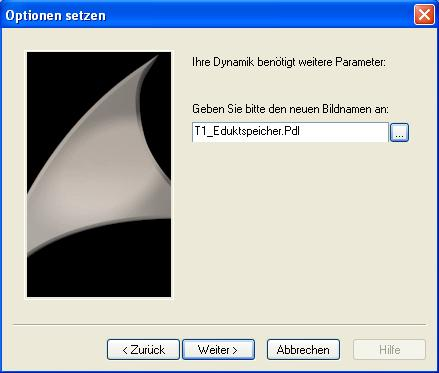 Optionen setzen
Ihre Dynamik benötigt weitere Parameter:
Geben Sie bitte den neuen Bildnamen an:
T1_Eduktspeicher.Pdl ...
< Zurück Weiter > Abbrechen Hilfe